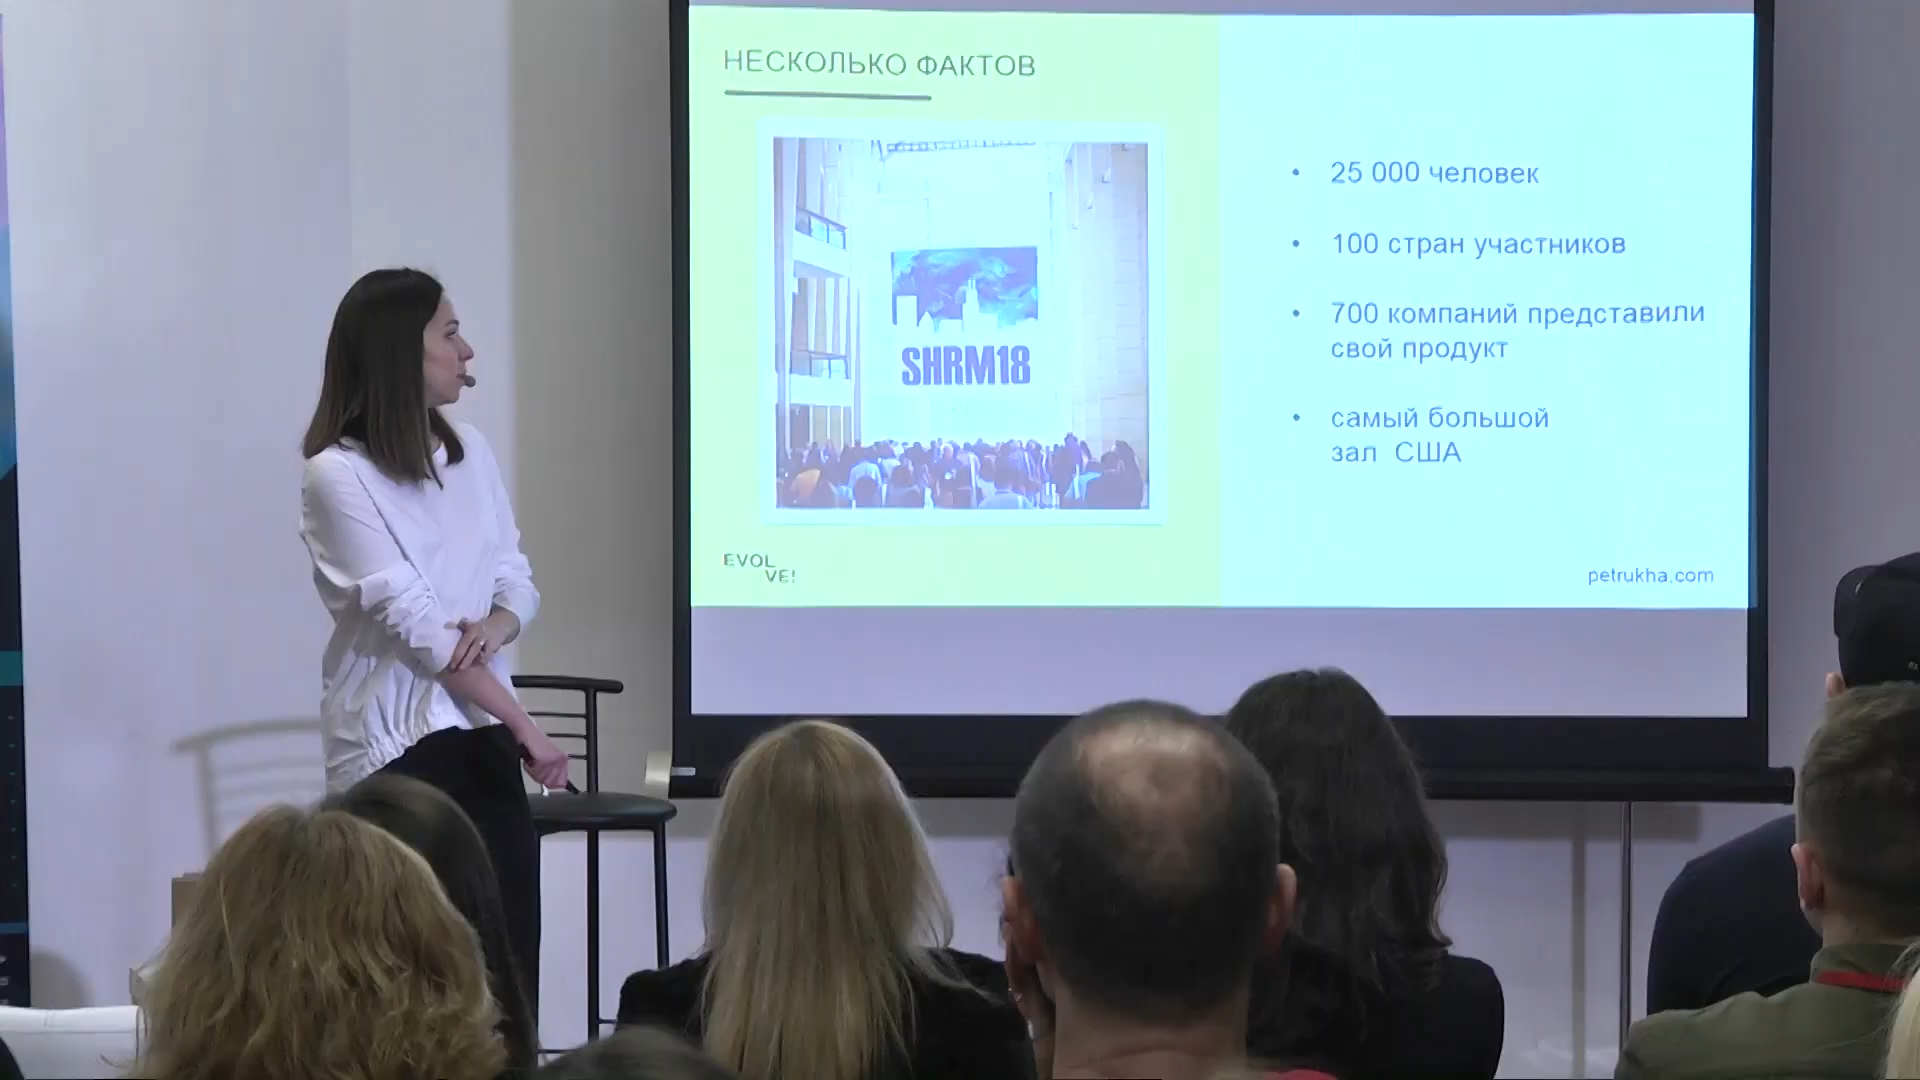 НЕСКОЛЬКО ФАКТОВ
SHRM18
• 25 000 человек
• 100 стран участников
• 700 компаний представили
свой продукт
• самый большой
зал США
EVOL
VE!
petrukha.com